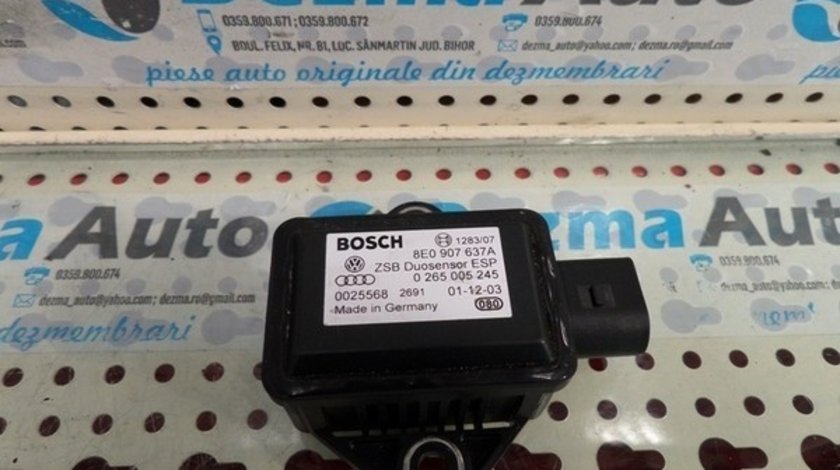 0359.800.671 ; 0359.800.672
BOUL. FELIX, NR. 81, LOC. SÂNMARTIN JUD. BIHOR
0359.800.674
dezma_auto@yahoo.com ; dezma.ro@yahoo.com
piese auto originale din dezmembrari
Auto
Dezma Auto
0359.800.674
dezma_auto@yahoo.com ; dezma.ro@yahoo.com
dezmembrari
BOSCH
1283/07
8E0 907 637A
ZSB Duosensor ESP
0 265 005 245
0025568 2691 01-12-03
Made in Germany 080